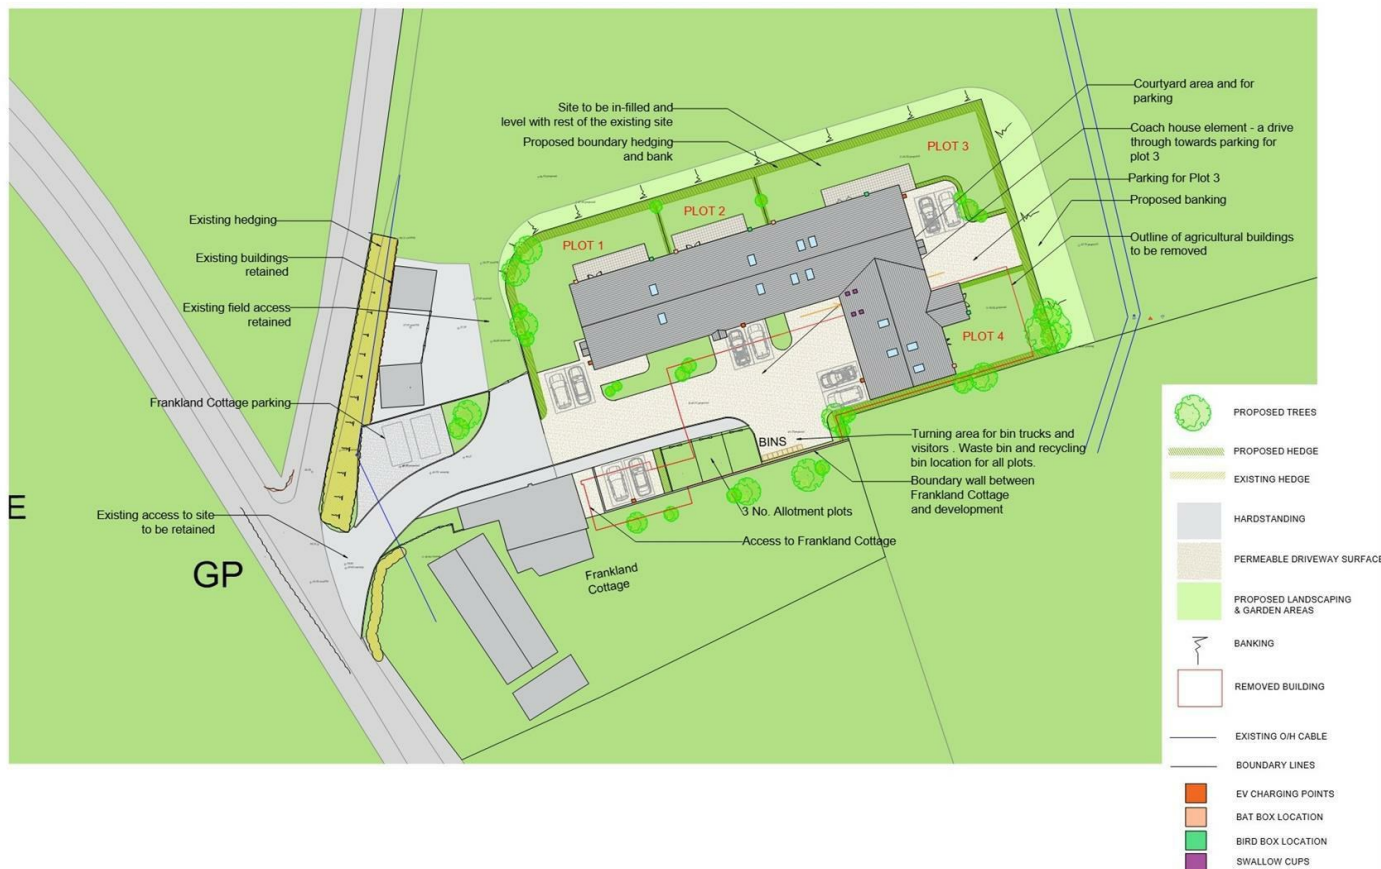 Site to be in-filled and
level with rest of the existing site
Proposed boundary hedging
and bank
Courtyard area and for
parking
Coach house element - a drive
through towards parking for
plot 3
Parking for Plot 3
Proposed banking
Outline of agricultural buildings
to be removed
PLOT 3
PLOT 2
PLOT 1
PLOT 4
Existing hedging
Existing buildings
retained
Existing field access
retained
Frankland Cottage parking
Existing access to site
to be retained
E
GP
BINS
Turning area for bin trucks and
visitors . Waste bin and recycling
bin location for all plots.
Boundary wall between
Frankland Cottage
and development
3 No. Allotment plots
Access to Frankland Cottage
Frankland
Cottage
PROPOSED TREES
PROPOSED HEDGE
EXISTING HEDGE
HARDSTANDING
PERMEABLE DRIVEWAY SURFACE
PROPOSED LANDSCAPING
& GARDEN AREAS
BANKING
REMOVED BUILDING
EXISTING O/H CABLE
BOUNDARY LINES
EV CHARGING POINTS
BAT BOX LOCATION
BIRD BOX LOCATION
SWALLOW CUPS